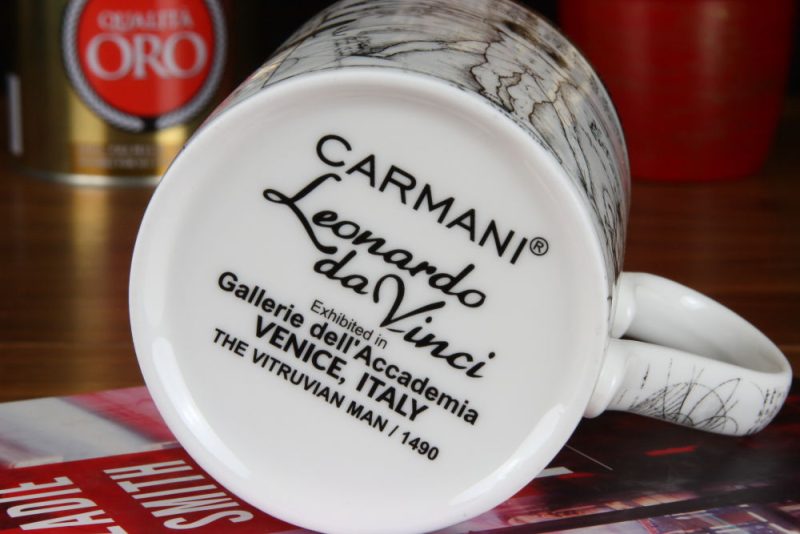 QUALITÀ
ORO
CARMANI®
Leonardo
da Vinci
Exhibited in
Gallerie dell'Accademia
VENICE, ITALY
THE VITRUVIAN MAN / 1490
SMITH